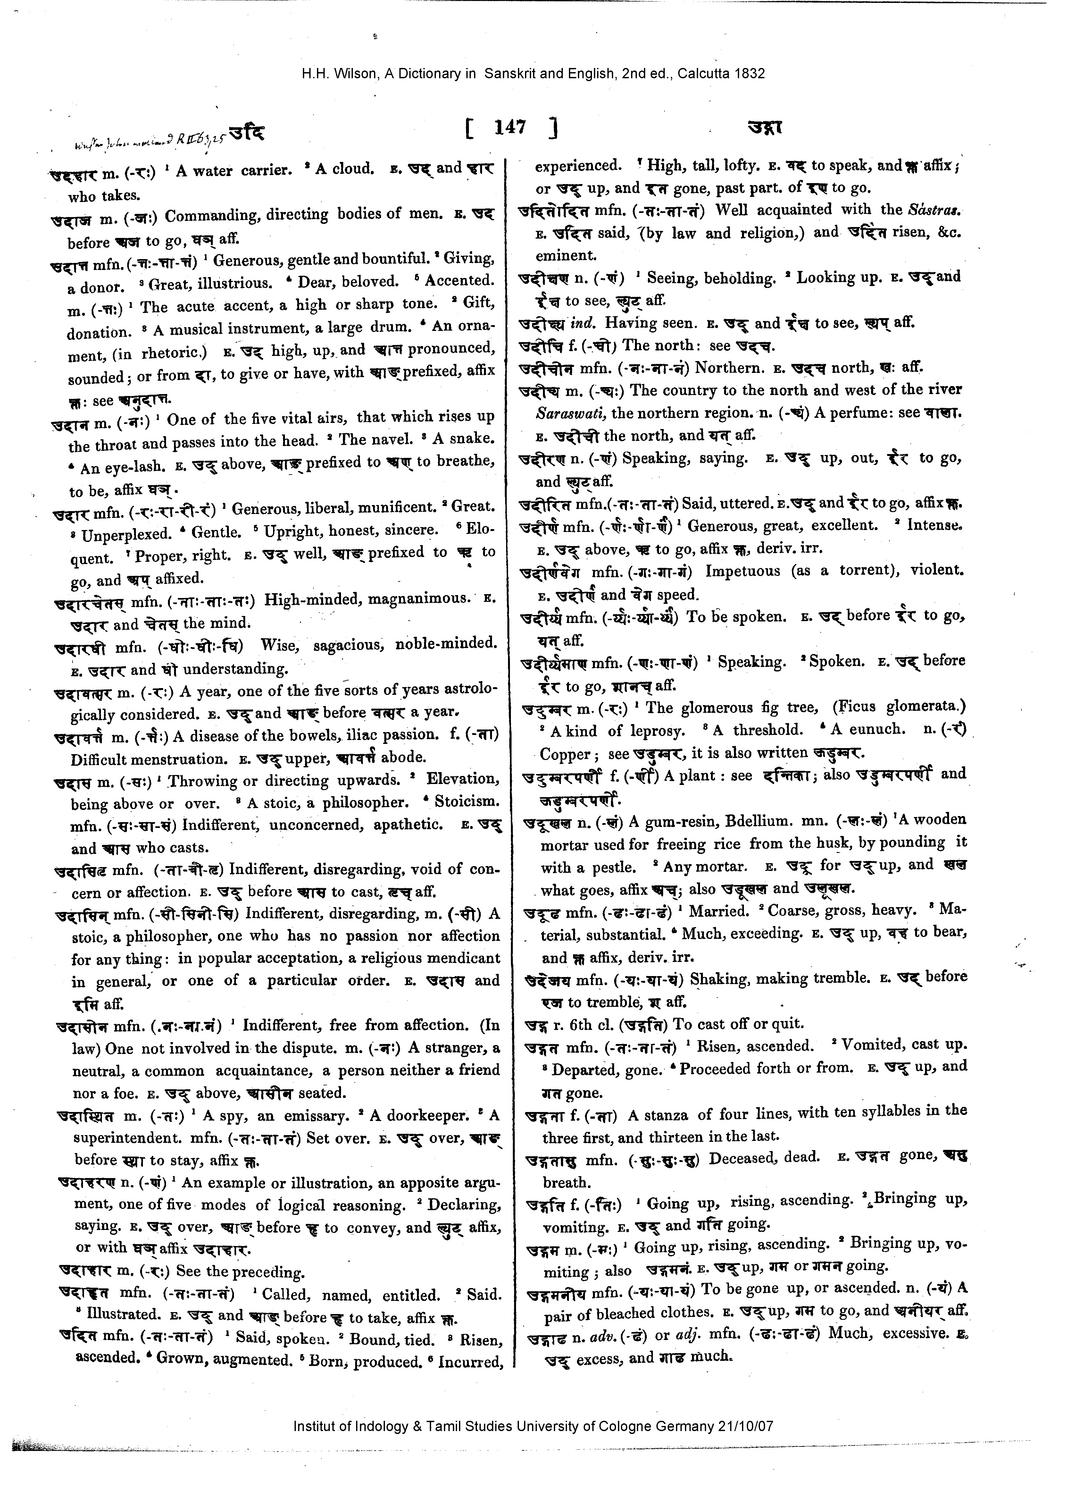 H.H. Wilson, A Dictionary in Sanskrit and English, 2nd ed., Calcutta 1832
उदि [ 147 ] उद्गा
उदहार m. (-रः) ¹ A water carrier. ² A cloud. E. उद् and हार
who takes.
उदाज m. (-जः) Commanding, directing bodies of men. E. उद
before अज to go, घञ् aff.
उदात्त mfn. (-त्तः-त्ता-त्तं) ¹ Generous, gentle and bountiful. ² Giving,
a donor. ³ Great, illustrious. ⁴ Dear, beloved. ⁵ Accented.
m. (-त्तः) ¹ The acute accent, a high or sharp tone. ² Gift,
donation. ³ A musical instrument, a large drum. ⁴ An orna-
ment, (in rhetoric.) E. उद high, up, and आत्त pronounced,
sounded; or from दा, to give or have, with आङ् prefixed, affix
क्तः see अनुदात्त.
उदान m. (-नः) ¹ One of the five vital airs, that which rises up
the throat and passes into the head. ² The navel. ³ A snake.
⁴ An eye-lash. E. उद् above, आङ् prefixed to अण् to breathe,
to be, affix घञ्.
उदार mfn. (-रः-रा-री-रं) ¹ Generous, liberal, munificent. ² Great.
³ Unperplexed. ⁴ Gentle. ⁵ Upright, honest, sincere. ⁶ Elo-
quent. ⁷ Proper, right. E. उद् well, आङ् prefixed to ऋ to
go, and अप् affixed.
उदारचेतस् mfn. (-ताः-ताः-तः) High-minded, magnanimous. E.
उदार and चेतस् the mind.
उदारधी mfn. (-धीः-धीः-धि) Wise, sagacious, noble-minded.
E. उदार and धी understanding.
उदावत्सर m. (-रः) A year, one of the five sorts of years astrolo-
gically considered. E. उद् and आङ् before वत्सर a year.
उदावर्त्त m. (-र्त्तः) A disease of the bowels, iliac passion. f. (-र्त्ता)
Difficult menstruation. E. उद् upper, आवर्त्त abode.
उदास m. (-सः) ¹ Throwing or directing upwards. ² Elevation,
being above or over. ³ A stoic, a philosopher. ⁴ Stoicism.
mfn. (-सः-सा-सं) Indifferent, unconcerned, apathetic. E. उद्
and आस who casts.
उदासितृ mfn. (-ता-त्री-तृ) Indifferent, disregarding, void of con-
cern or affection. E. उद् before आस to cast, तृच् aff.
उदासिन् mfn. (-सी-सिनी-सि) Indifferent, disregarding, m. (-सी) A
stoic, a philosopher, one who has no passion nor affection
for any thing: in popular acceptation, a religious mendicant
in general, or one of a particular order. E. उदास and
इनि aff.
उदासीन mfn. (-नः-ना-नं) ¹ Indifferent, free from affection. (In
law) One not involved in the dispute. m. (-नः) A stranger, a
neutral, a common acquaintance, a person neither a friend
nor a foe. E. उद् above, आसीन seated.
उदास्थित m. (-तः) ¹ A spy, an emissary. ² A doorkeeper. ³ A
superintendent. mfn. (-तः-ता-तं) Set over. E. उद् over, आङ्
before स्था to stay, affix क्त.
उदाहरण n. (-णं) ¹ An example or illustration, an apposite argu-
ment, one of five modes of logical reasoning. ² Declaring,
saying. E. उद् over, आङ् before हृ to convey, and ल्युट् affix,
or with घञ् affix उदाहार.
उदाहार m. (-रः) See the preceding.
उदाहृत mfn. (-तः-ता-तं) ¹ Called, named, entitled. ² Said.
³ Illustrated. E. उद् and आङ् before हृ to take, affix क्त.
उदित mfn. (-तः-ता-तं) ¹ Said, spoken. ² Bound, tied. ³ Risen,
ascended. ⁴ Grown, augmented. ⁵ Born, produced. ⁶ Incurred,
experienced. ⁷ High, tall, lofty. E. वद to speak, and क्त affix;
or उद् up, and इत gone, past part. of इण to go.
उदितोदित mfn. (-तः-ता-तं) Well acquainted with the Sástras.
E. उदित said, (by law and religion,) and उदित risen, &c.
eminent.
उदीक्षण n. (-णं) ¹ Seeing, beholding. ² Looking up. E. उद् and
ईक्ष to see, ल्युट् aff.
उदीक्ष्य ind. Having seen. E. उद् and ईक्ष to see, ल्यप् aff.
उदीचि f. (-ची) The north: see उदच.
उदीचीन mfn. (-नः-ना-नं) Northern. E. उदच north, खः aff.
उदीच्य m. (-च्यः) The country to the north and west of the river
Saraswati, the northern region. n. (-च्यं) A perfume: see वाला.
E. उदीची the north, and यत् aff.
उदीरण n. (-णं) Speaking, saying. E. उद् up, out, ईर to go,
and ल्युट् aff.
उदीरित mfn. (-तः-ता-तं) Said, uttered. E. उद् and ईर to go, affix क्त.
उदीर्ण mfn. (-र्णः-र्णा-र्णं) ¹ Generous, great, excellent. ² Intense.
E. उद् above, ऋ to go, affix क्त, deriv. irr.
उदीर्णवेग mfn. (-गः-गा-गं) Impetuous (as a torrent), violent.
E. उदीर्ण and वेग speed.
उदीर्य्य mfn. (-र्य्यः-र्य्या-र्य्यं) To be spoken. E. उद् before ईर to go,
यत् aff.
उदीर्य्यमाण mfn. (-णः-णा-णं) ¹ Speaking. ² Spoken. E. उद् before
ईर to go, शानच् aff.
उदुम्बर m. (-रः) ¹ The glomerous fig tree, (Ficus glomerata.)
² A kind of leprosy. ³ A threshold. ⁴ A eunuch. n. (-रं)
Copper; see उडुम्बर, it is also written जडुम्बर.
उदुम्बरपर्णी f. (-र्णी) A plant: see दन्तिका; also उडुम्बरपर्णी and
जडुम्बरपर्णी.
उदूखल n. (-लं) A gum-resin, Bdellium. mn. (-लः-लं) ¹ A wooden
mortar used for freeing rice from the husk, by pounding it
with a pestle. ² Any mortar. E. उदू for उद् up, and खल
what goes, affix अच्; also उडूखल and उलूखल.
उदूढ mfn. (-ढः-ढा-ढं) ¹ Married. ² Coarse, gross, heavy. ³ Ma-
terial, substantial. ⁴ Much, exceeding. E. उद् up, वह to bear,
and क्त affix, deriv. irr.
उदेजय mfn. (-यः-या-यं) Shaking, making tremble. E. उद् before
एज to tremble, श aff.
उद्ग r. 6th cl. (उद्गति) To cast off or quit.
उद्गत mfn. (-तः-ता-तं) ¹ Risen, ascended. ² Vomited, cast up.
³ Departed, gone. ⁴ Proceeded forth or from. E. उद् up, and
गत gone.
उद्गता f. (-ता) A stanza of four lines, with ten syllables in the
three first, and thirteen in the last.
उद्गतासु mfn. (-सुः-सुः-सु) Deceased, dead. E. उद्गत gone, असु
breath.
उद्गति f. (-तिः) ¹ Going up, rising, ascending. ² Bringing up,
vomiting. E. उद् and गति going.
उद्गम m. (-मः) ¹ Going up, rising, ascending. ² Bringing up, vo-
miting; also उद्गमनं. E. उद् up, गम or गमन going.
उद्गमनीय mfn. (-यः-या-यं) To be gone up, or ascended. n. (-यं) A
pair of bleached clothes. E. उद् up, गम to go, and अनीयर् aff.
उद्गाढ n. adv. (-ढं) or adj. mfn. (-ढः-ढा-ढं) Much, excessive. E.
उद् excess, and गाढ much.
Institut of Indology & Tamil Studies University of Cologne Germany 21/10/07